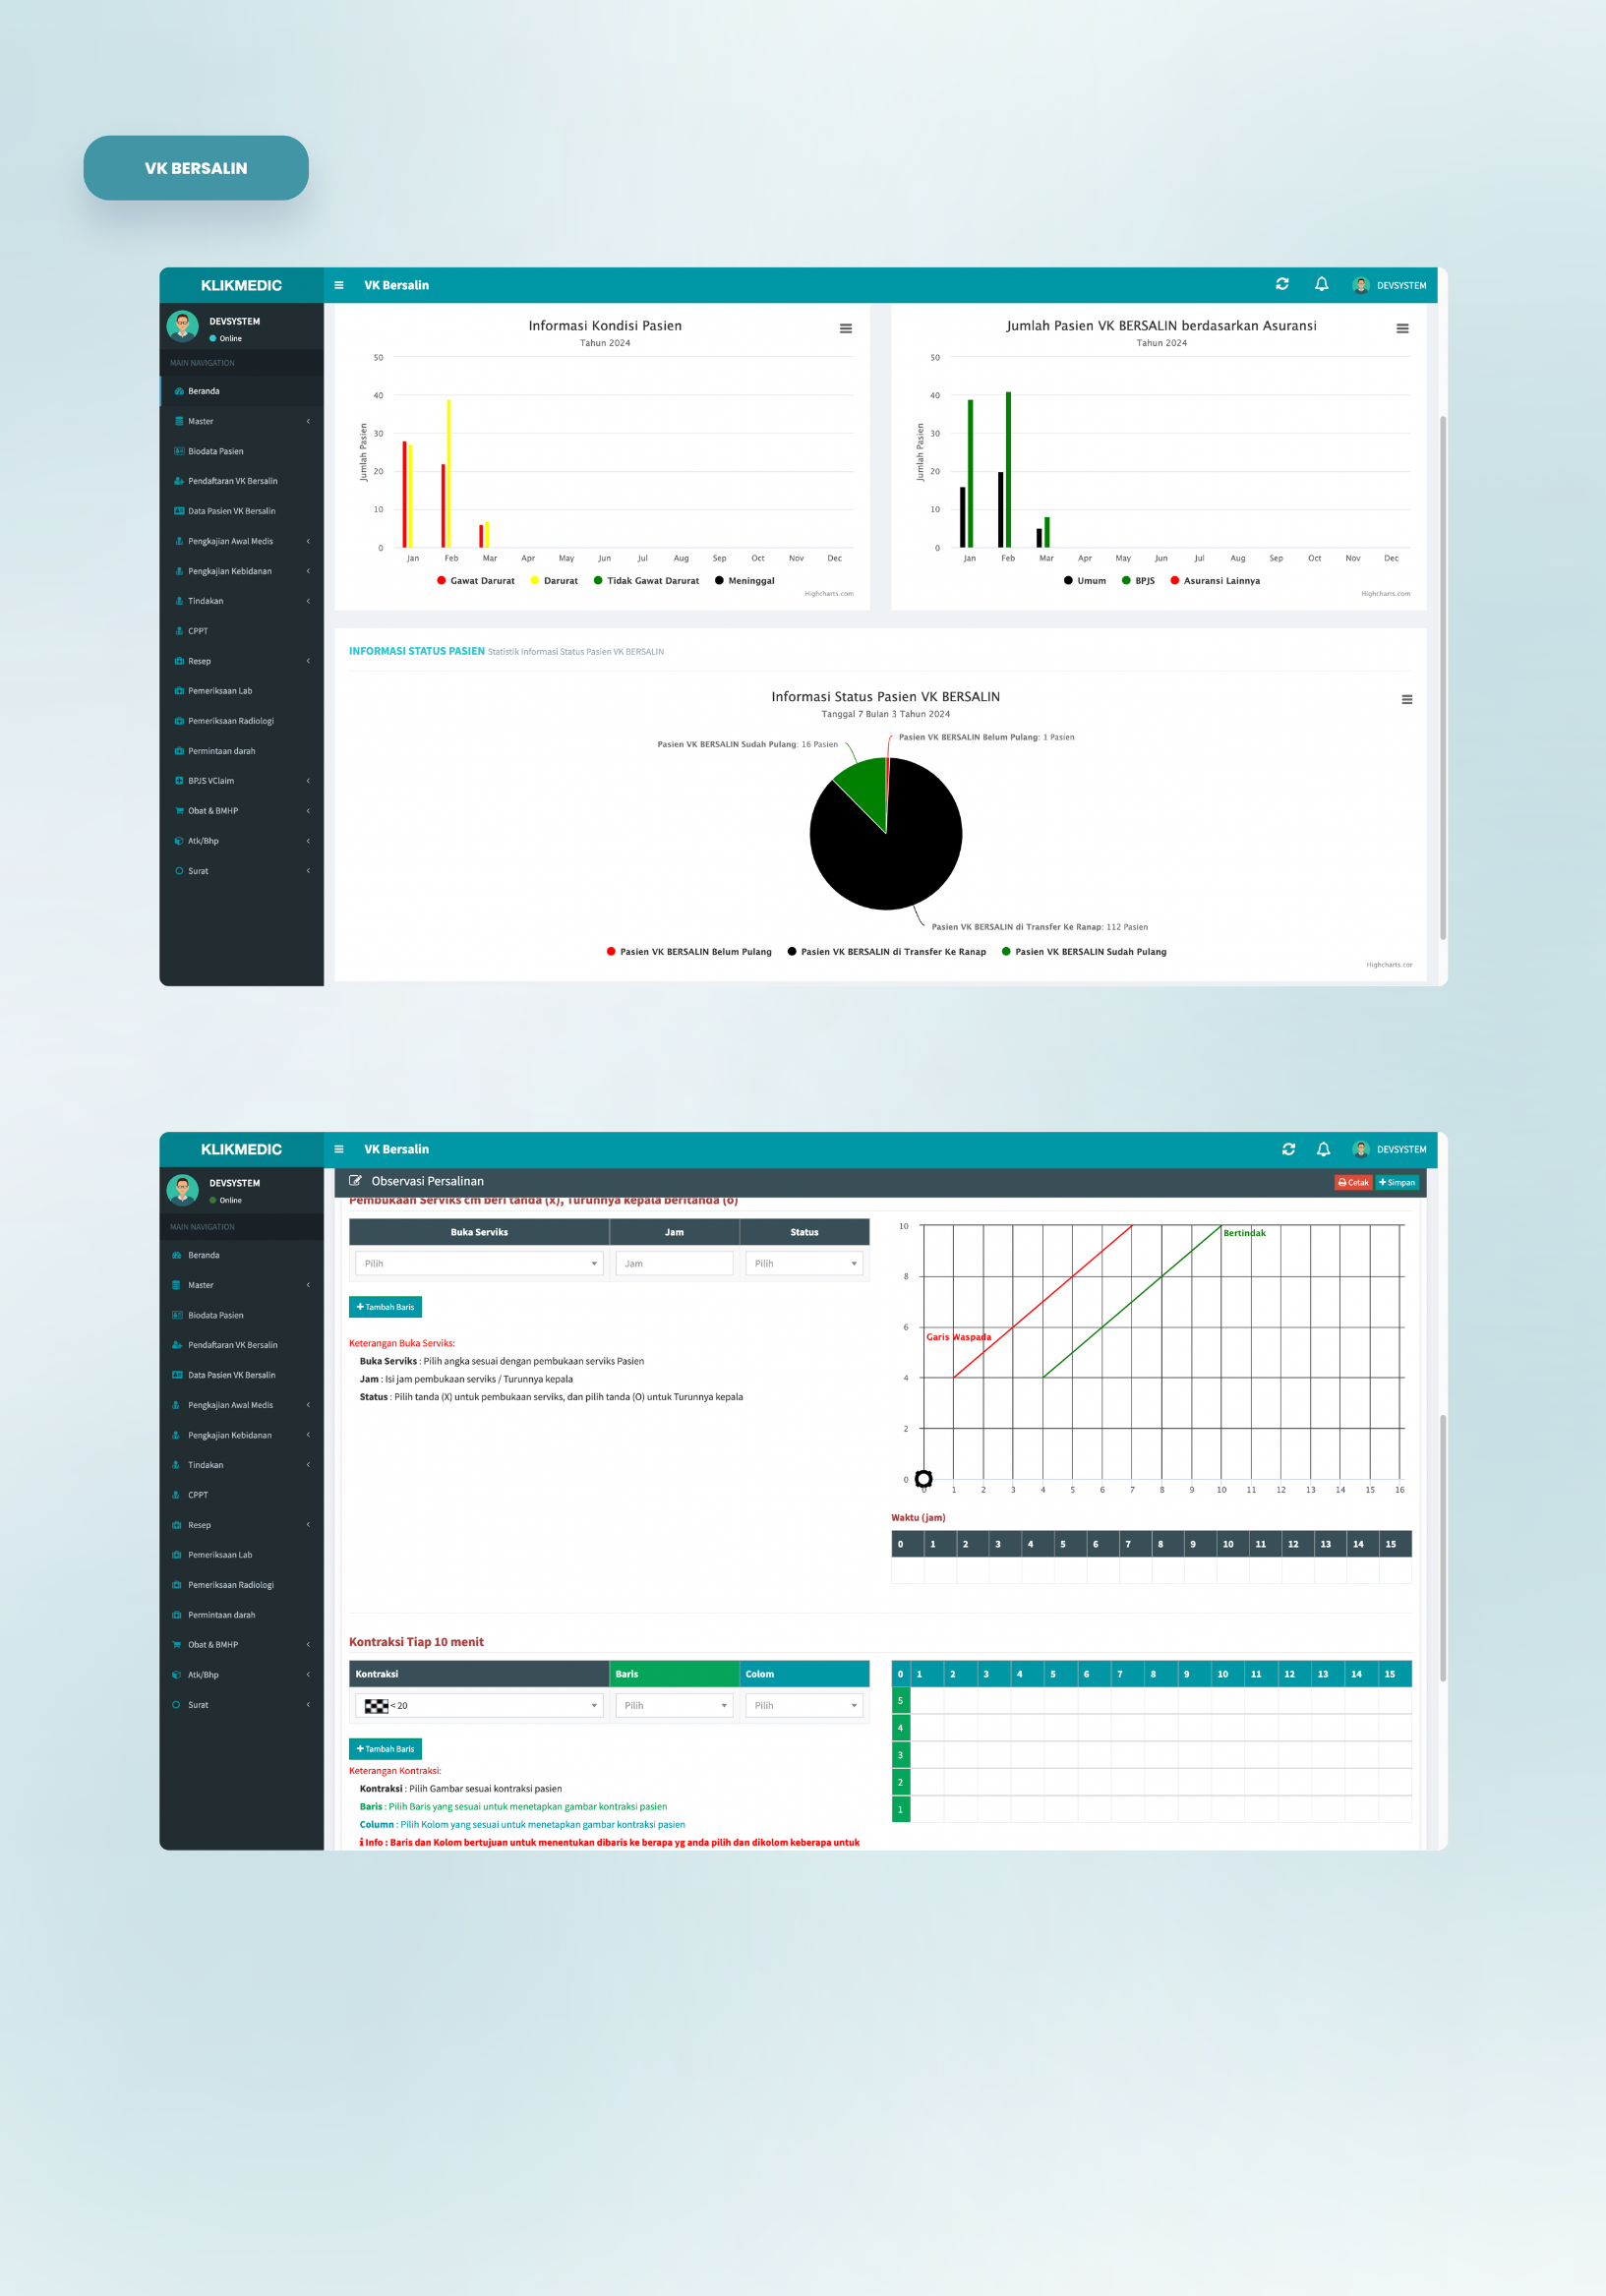 VK BERSALIN
KLIKMEDIC
VK Bersalin
DEVSYSTEM
DEVSYSTEM
Online
MAIN NAVIGATION
Beranda
Master
Biodata Pasien
Pendaftaran VK Bersalin
Data Pasien VK Bersalin
Pengkajian Awal Medis
Pengkajian Kebidanan
Tindakan
CPPT
Resep
Pemeriksaan Lab
Pemeriksaan Radiologi
Permintaan darah
BPJS VClaim
Obat & BMHP
Atk/Bhp
Surat
Informasi Kondisi Pasien
Tahun 2024
Jumlah Pasien
50
40
30
20
10
0
Jan Feb Mar Apr May Jun Jul Aug Sep Oct Nov Dec
Gawat Darurat Darurat Tidak Gawat Darurat Meninggal
Highcharts.com
Jumlah Pasien VK BERSALIN berdasarkan Asuransi
Tahun 2024
Jumlah Pasien
50
40
30
20
10
0
Jan Feb Mar Apr May Jun Jul Aug Sep Oct Nov Dec
Umum BPJS Asuransi Lainnya
Highcharts.com
INFORMASI STATUS PASIEN Statistik Informasi Status Pasien VK BERSALIN
Informasi Status Pasien VK BERSALIN
Tanggal 7 Bulan 3 Tahun 2024
Pasien VK BERSALIN Sudah Pulang: 16 Pasien
Pasien VK BERSALIN Belum Pulang: 1 Pasien
Pasien VK BERSALIN di Transfer Ke Ranap: 112 Pasien
Pasien VK BERSALIN Belum Pulang Pasien VK BERSALIN di Transfer Ke Ranap Pasien VK BERSALIN Sudah Pulang
Highcharts.cor
KLIKMEDIC
VK Bersalin
DEVSYSTEM
DEVSYSTEM
Online
MAIN NAVIGATION
Beranda
Master
Biodata Pasien
Pendaftaran VK Bersalin
Data Pasien VK Bersalin
Pengkajian Awal Medis
Pengkajian Kebidanan
Tindakan
CPPT
Resep
Pemeriksaan Lab
Pemeriksaan Radiologi
Permintaan darah
Obat & BMHP
Atk/Bhp
Surat
Observasi Persalinan
Cetak
Simpan
Pembukaan Serviks cm beri tanda (x), Turunnya kepala beritanda (o)
Buka Serviks Jam Status
Pilih Jam Pilih
Tambah Baris
Keterangan Buka Serviks:
Buka Serviks : Pilih angka sesuai dengan pembukaan serviks Pasien
Jam : Isi jam pembukaan serviks / Turunnya kepala
Status : Pilih tanda (X) untuk pembukaan serviks, dan pilih tanda (O) untuk Turunnya kepala
10
8
6
4
2
0
Garis Waspada
Bertindak
0 1 2 3 4 5 6 7 8 9 10 11 12 13 14 15 16
Waktu (jam)
0 1 2 3 4 5 6 7 8 9 10 11 12 13 14 15
Kontraksi Tiap 10 menit
Kontraksi Baris Colom
< 20 Pilih Pilih
Tambah Baris
Keterangan Kontraksi:
Kontraksi : Pilih Gambar sesuai kontraksi pasien
Baris : Pilih Baris yang sesuai untuk menetapkan gambar kontraksi pasien
Column : Pilih Kolom yang sesuai untuk menetapkan gambar kontraksi pasien
Info : Baris dan Kolom bertujuan untuk menentukan dibaris ke berapa yg anda pilih dan dikolom keberapa untuk
0 1 2 3 4 5 6 7 8 9 10 11 12 13 14 15
5
4
3
2
1